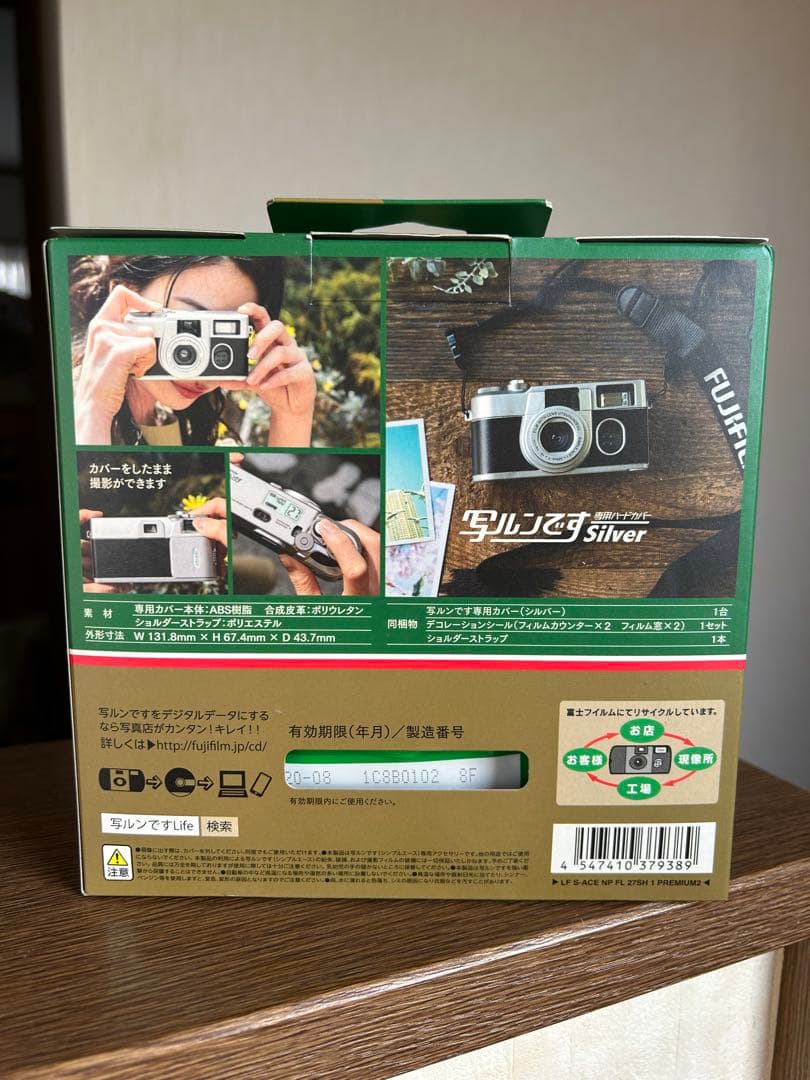 カバーをしたまま
撮影ができます
FUJIFIL
写ルンです 専用ハードカバー
Silver
素 材 専用カバー本体:ABS樹脂 合成皮革:ポリウレタン
ショルダーストラップ:ポリエステル
外形寸法 W 131.8mm × H 67.4mm × D 43.7mm
同梱物 写ルンです専用カバー(シルバー) 1台
デコレーションシール(フィルムカウンター×2 フィルム窓×2) 1セット
ショルダーストラップ 1本
写ルンですをデジタルデータにする
なら写真店がカンタン!キレイ!!
詳しくは▶http://fujifilm.jp/cd/
写ルンですLife 検索
有効期限(年月)/製造番号
20-08 1C8B0102 8F
有効期限内にご使用ください。
富士フイルムにてリサイクルしています。
お店
お客様
現像所
工場
注意
4 547410 379389
▶ LF S-ACE NP FL 27SH 1 PREMIUM2 ◀